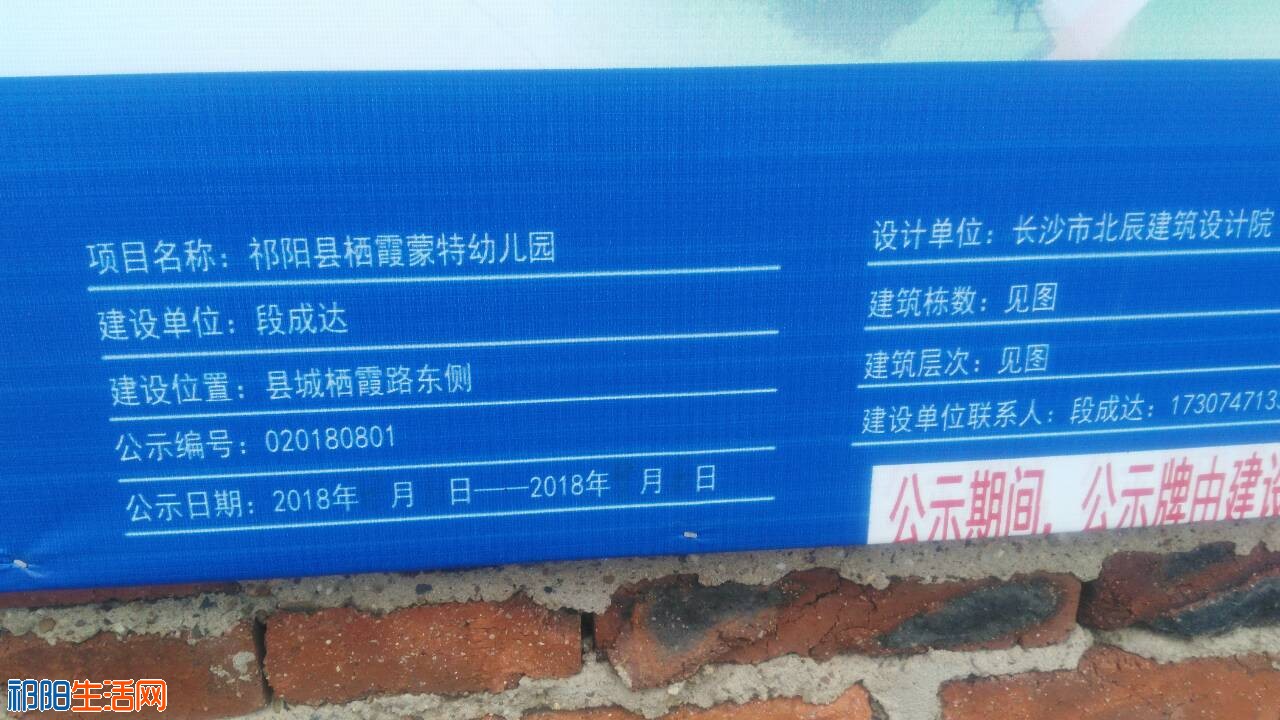 项目名称：祁阳县栖霞蒙特幼儿园
建设单位：段成达
建设位置：县城栖霞路东侧
公示编号：020180801
公示日期：2018年 月 日——2018年 月 日
设计单位：长沙市北辰建筑设计院
建筑栋数：见图
建筑层次：见图
建设单位联系人：段成达：173074713
公示期间，公示牌由建设
祁阳生活网